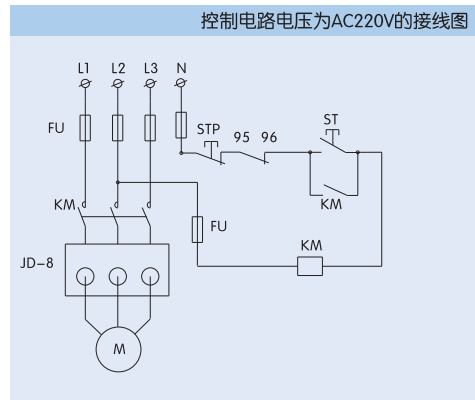 控制电路电压为AC220V的接线图
L1 L2 L3 N
FU STP 95 96 ST
KM KM
FU
KM
JD-8
M